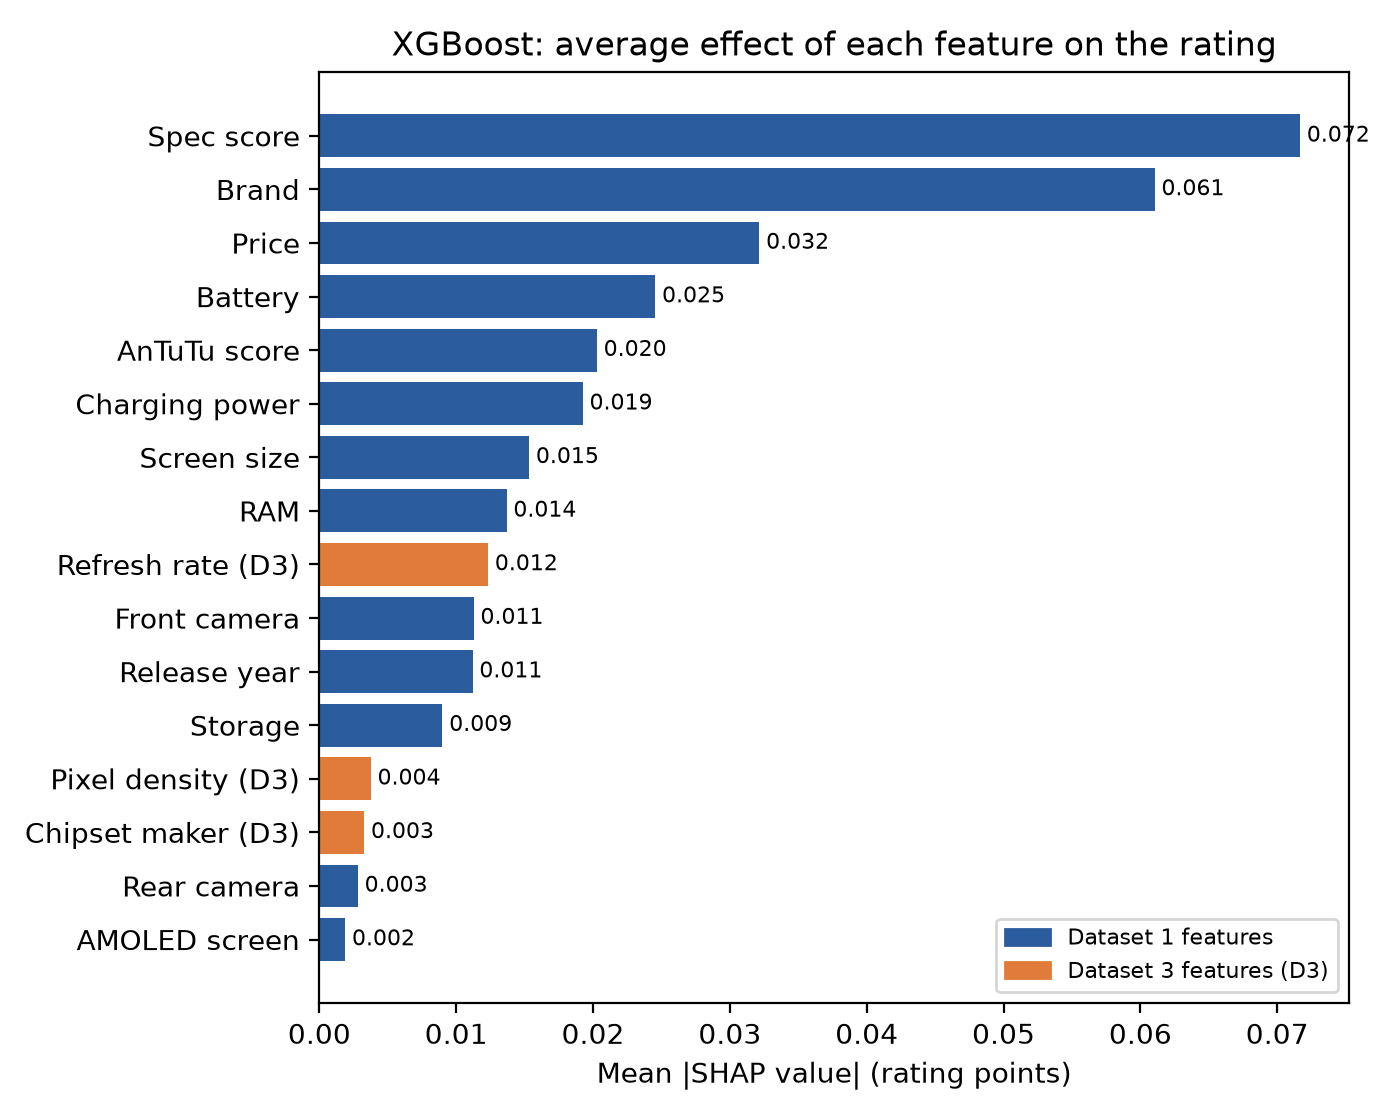 XGBoost: average effect of each feature on the rating
Spec score 0.072
Brand 0.061
Price 0.032
Battery 0.025
AnTuTu score 0.020
Charging power 0.019
Screen size 0.015
RAM 0.014
Refresh rate (D3) 0.012
Front camera 0.011
Release year 0.011
Storage 0.009
Pixel density (D3) 0.004
Chipset maker (D3) 0.003
Rear camera 0.003
AMOLED screen 0.002
Dataset 1 features
Dataset 3 features (D3)
0.00 0.01 0.02 0.03 0.04 0.05 0.06 0.07
Mean |SHAP value| (rating points)